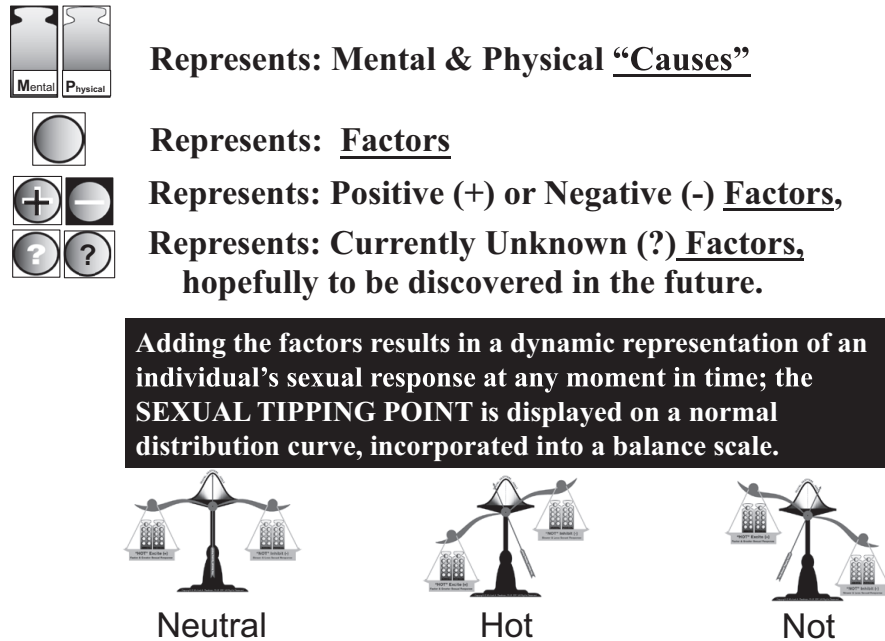 Mental Physical
Represents: Mental & Physical “Causes”
Represents: Factors
+ - Represents: Positive (+) or Negative (-) Factors,
? ? Represents: Currently Unknown (?) Factors,
hopefully to be discovered in the future.
Adding the factors results in a dynamic representation of an
individual’s sexual response at any moment in time; the
SEXUAL TIPPING POINT is displayed on a normal
distribution curve, incorporated into a balance scale.
Neutral Hot Not